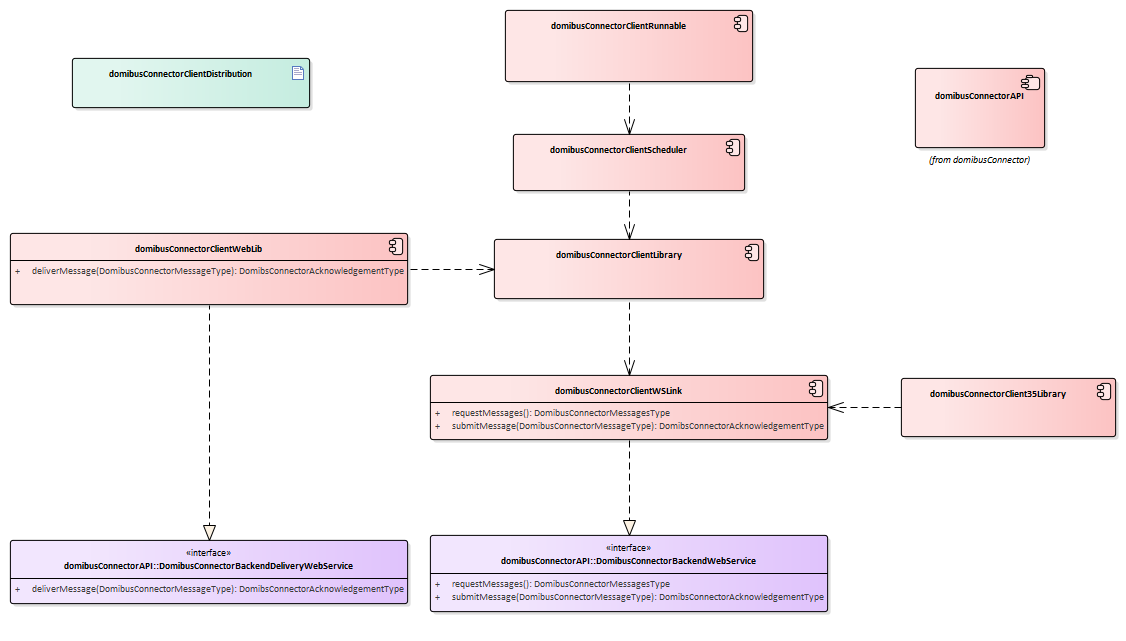 domibusConnectorClientRunnable
domibusConnectorClientDistribution
domibusConnectorAPI
(from domibusConnector)
domibusConnectorClientScheduler
domibusConnectorClientWebLib
+ deliverMessage(DomibusConnectorMessageType): DomibsConnectorAcknowledgementType
domibusConnectorClientLibrary
domibusConnectorClientWSLink
+ requestMessages(): DomibusConnectorMessagesType
+ submitMessage(DomibusConnectorMessageType): DomibsConnectorAcknowledgementType
domibusConnectorClient35Library
«interface»
domibusConnectorAPI::DomibusConnectorBackendDeliveryWebService
+ deliverMessage(DomibusConnectorMessageType): DomibsConnectorAcknowledgementType
«interface»
domibusConnectorAPI::DomibusConnectorBackendWebService
+ requestMessages(): DomibusConnectorMessagesType
+ submitMessage(DomibusConnectorMessageType): DomibsConnectorAcknowledgementType